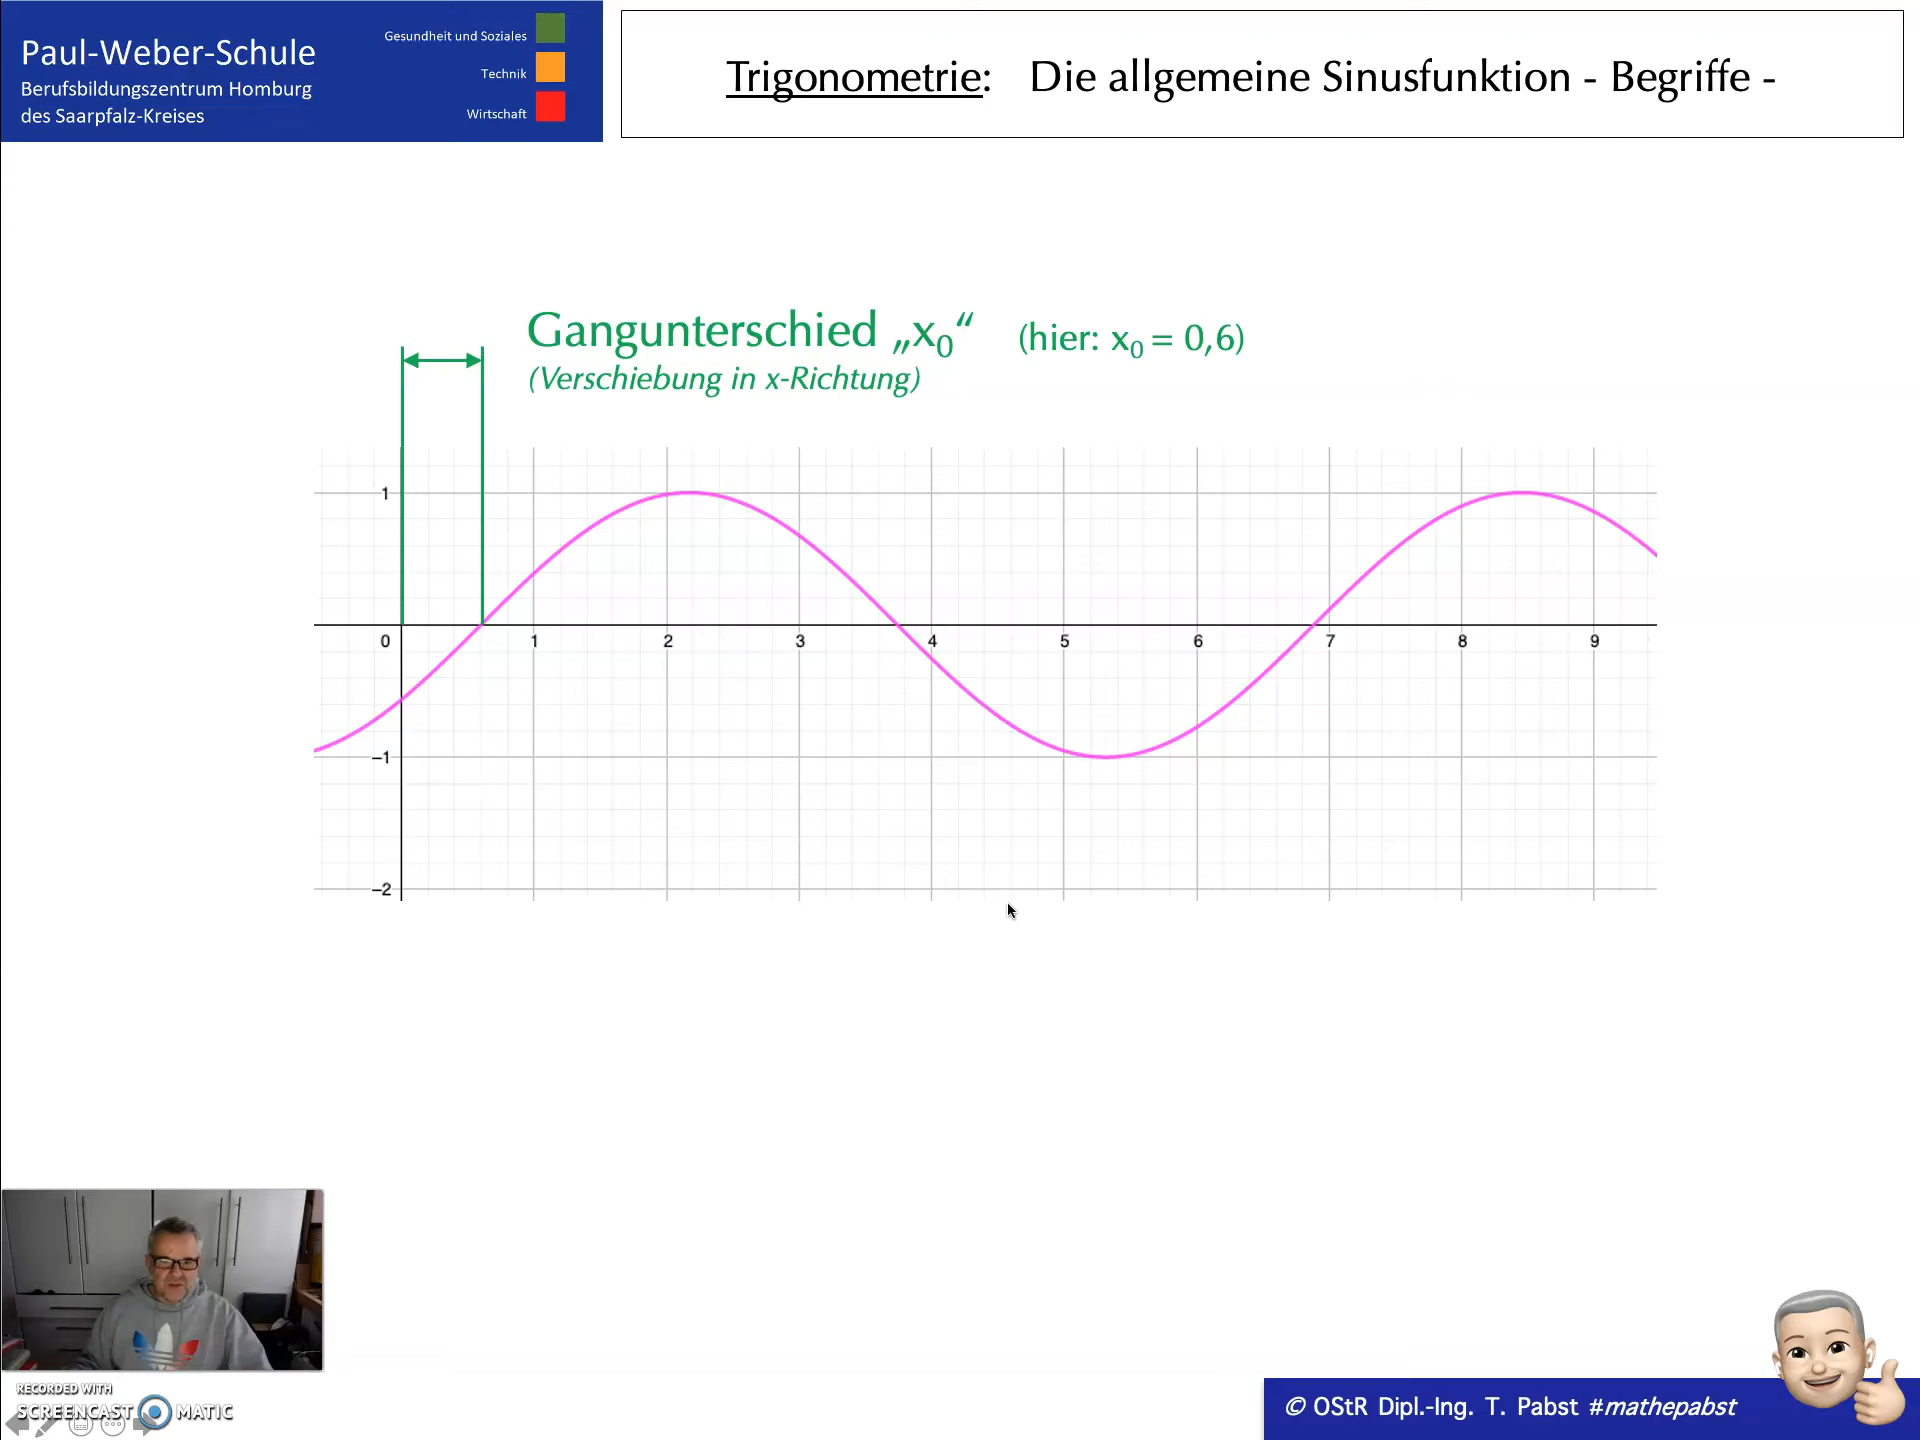 Paul-Weber-Schule
Berufsbildungszentrum Homburg
des Saarpfalz-Kreises
Gesundheit und Soziales
Technik
Wirtschaft
Trigonometrie: Die allgemeine Sinusfunktion - Begriffe -
Gangunterschied „x₀“ (hier: x₀ = 0,6)
(Verschiebung in x-Richtung)
1
0 1 2 3 4 5 6 7 8 9
−1
−2
RECORDED WITH
SCREENCAST MATIC
© OStR Dipl.-Ing. T. Pabst #mathepabst